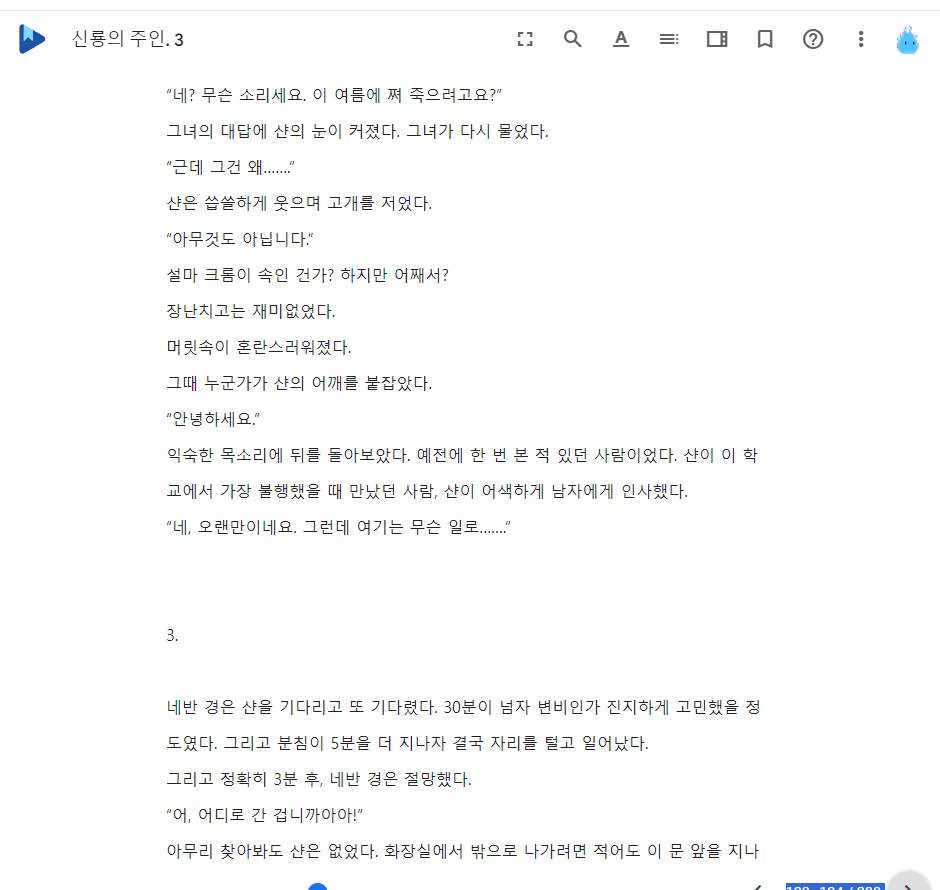 신룡의 주인. 3
“네? 무슨 소리세요. 이 여름에 쪄 죽으려고요?”
그녀의 대답에 샨의 눈이 커졌다. 그녀가 다시 물었다.
“근데 그건 왜…….”
샨은 씁쓸하게 웃으며 고개를 저었다.
“아무것도 아닙니다.”
설마 크롬이 속인 건가? 하지만 어째서?
장난치고는 재미없었다.
머릿속이 혼란스러워졌다.
그때 누군가가 샨의 어깨를 붙잡았다.
“안녕하세요.”
익숙한 목소리에 뒤를 돌아보았다. 예전에 한 번 본 적 있던 사람이었다. 샨이 이 학
교에서 가장 불행했을 때 만났던 사람, 샨이 어색하게 남자에게 인사했다.
“네, 오랜만이네요. 그런데 여기는 무슨 일로…….”
3.
네반 경은 샨을 기다리고 또 기다렸다. 30분이 넘자 변비인가 진지하게 고민했을 정
도였다. 그리고 분침이 5분을 더 지나자 결국 자리를 털고 일어났다.
그리고 정확히 3분 후, 네반 경은 절망했다.
“어, 어디로 간 겁니까아아!”
아무리 찾아봐도 샨은 없었다. 화장실에서 밖으로 나가려면 적어도 이 문 앞을 지나